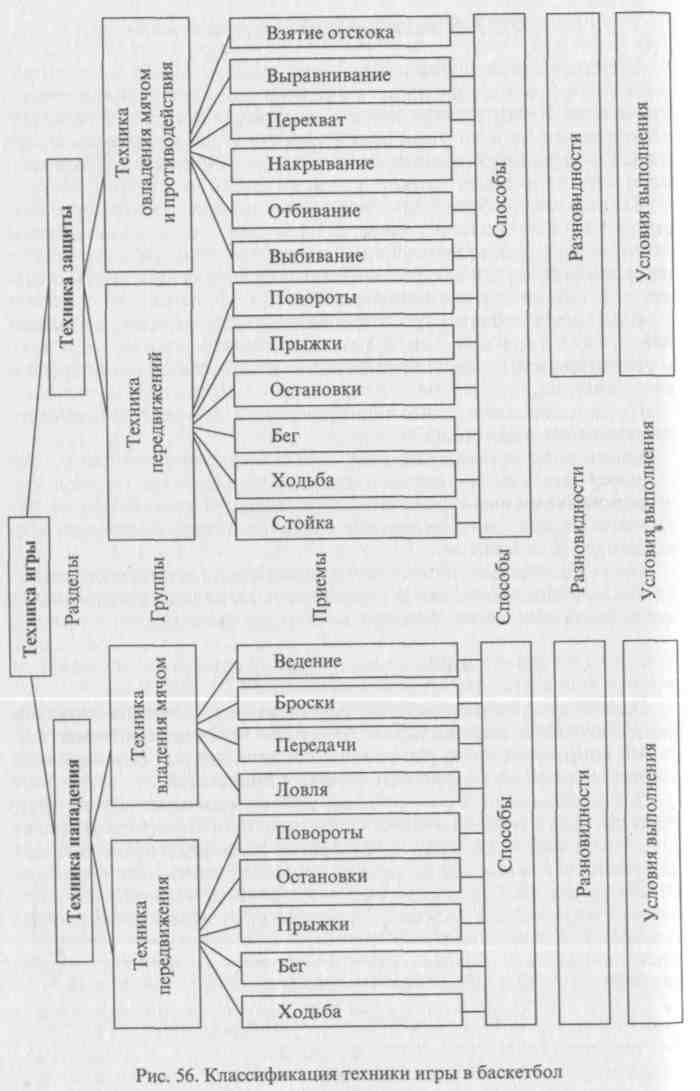 Техника игры
Разделы
Группы
Приемы
Способы
Разновидности
Условия выполнения
Техника защиты
Техника
овладения мячом
и противодействия
Взятие отскока
Выравнивание
Перехват
Накрывание
Отбивание
Выбивание
Техника
передвижений
Повороты
Прыжки
Остановки
Бег
Ходьба
Стойка
Способы
Разновидности
Условия выполнения
Техника нападения
Техника
владения мячом
Ведение
Броски
Передачи
Ловля
Техника
передвижения
Повороты
Остановки
Прыжки
Бег
Ходьба
Способы
Разновидности
Условия выполнения
Рис. 56. Классификация техники игры в баскетбол